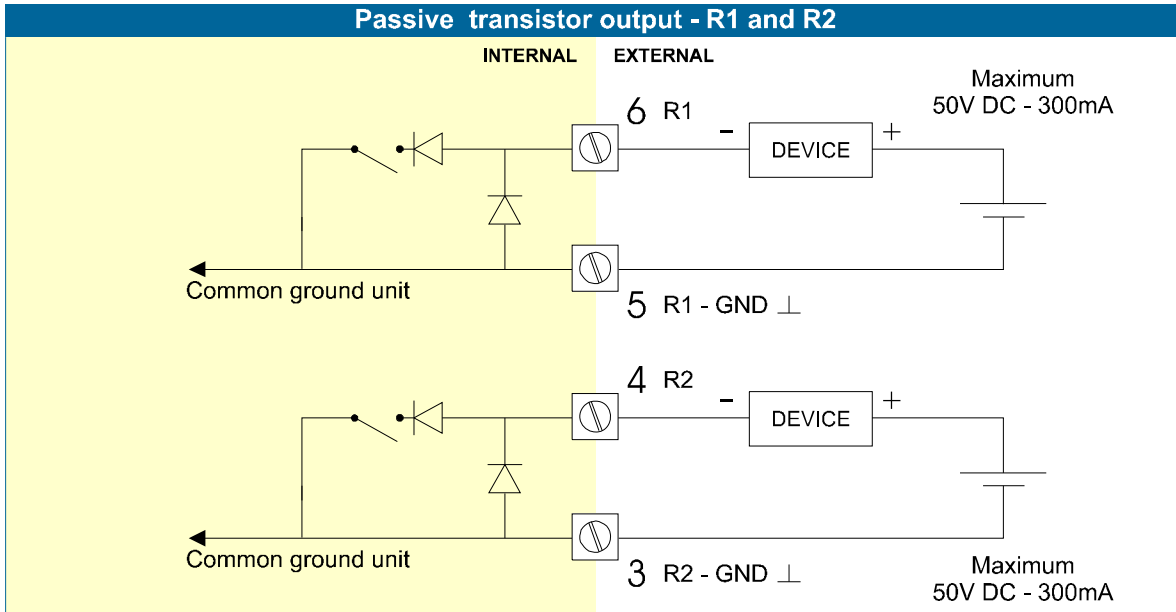 Passive transistor output - R1 and R2
INTERNAL EXTERNAL
Maximum
50V DC - 300mA
6 R1
- DEVICE +
Common ground unit
5 R1 - GND ⊥
4 R2
- DEVICE +
Common ground unit
3 R2 - GND ⊥
Maximum
50V DC - 300mA